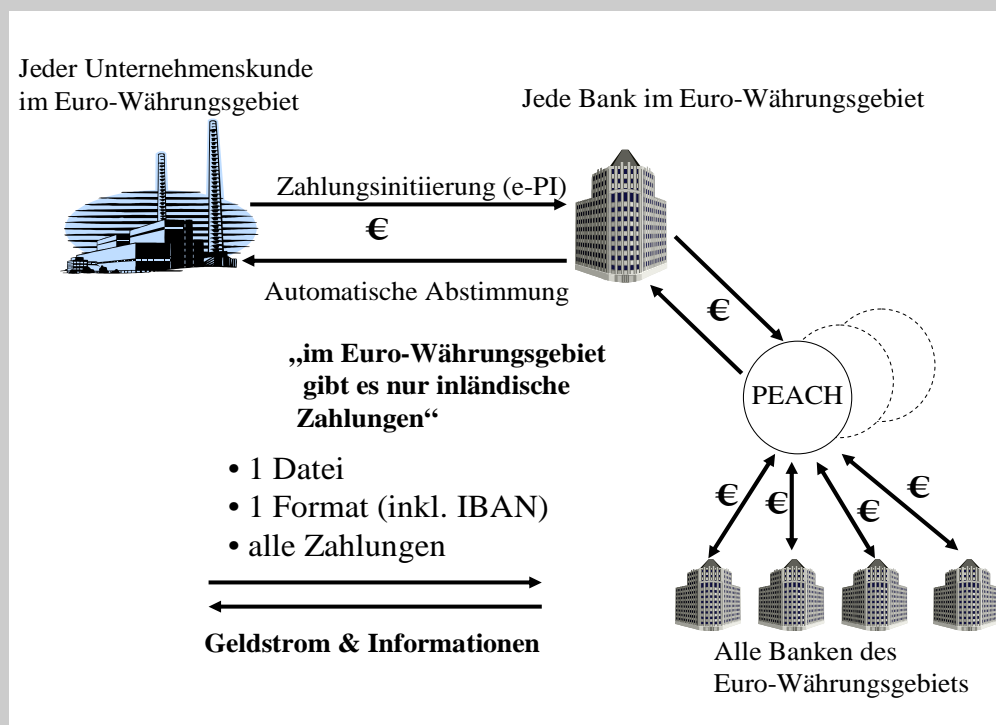 Jeder Unternehmenskunde
im Euro-Währungsgebiet
Jede Bank im Euro-Währungsgebiet
Zahlungsinitiierung (e-PI)
€
Automatische Abstimmung
€
„im Euro-Währungsgebiet
gibt es nur inländische
Zahlungen“
PEACH
• 1 Datei
• 1 Format (inkl. IBAN)
• alle Zahlungen
€
€
€
€
Geldstrom & Informationen
Alle Banken des
Euro-Währungsgebiets